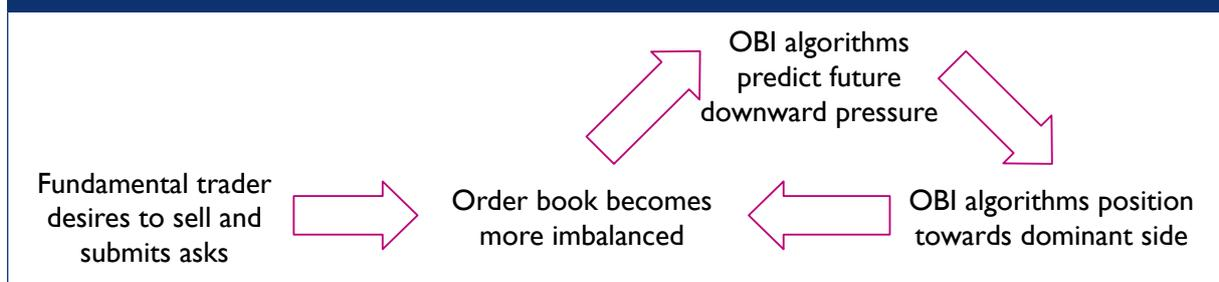 OBI algorithms
predict future
downward pressure
Fundamental trader
desires to sell and
submits asks
Order book becomes
more imbalanced
OBI algorithms position
towards dominant side